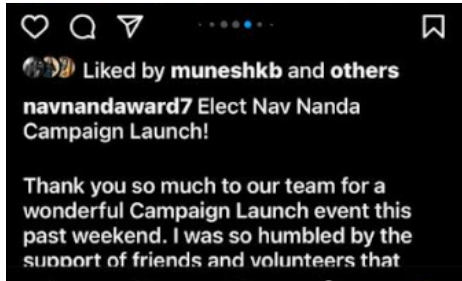 Liked by muneshkb and others
navnandaward7 Elect Nav Nanda
Campaign Launch!
Thank you so much to our team for a
wonderful Campaign Launch event this
past weekend. I was so humbled by the
support of friends and volunteers that